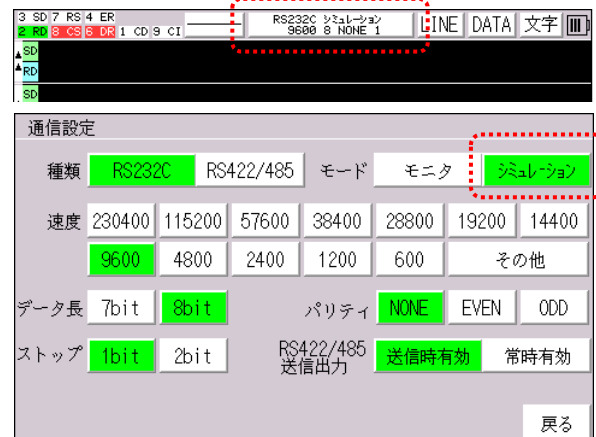 3 SD 7 RS 4 ER
RS232C ｼﾐｭﾚｰｼｮﾝ
2 RD 8 CS 6 DR 1 CD 9 CI
9600 8 NONE 1
LINE DATA 文字
SD
RD
SD
通信設定
種類 RS232C RS422/485 モード モニタ ｼﾐｭﾚｰｼｮﾝ
速度 230400 115200 57600 38400 28800 19200 14400
9600 4800 2400 1200 600 その他
データ長 7bit 8bit パリティ NONE EVEN ODD
ストップ 1bit 2bit RS422/485 送信出力 送信時有効 常時有効
戻る